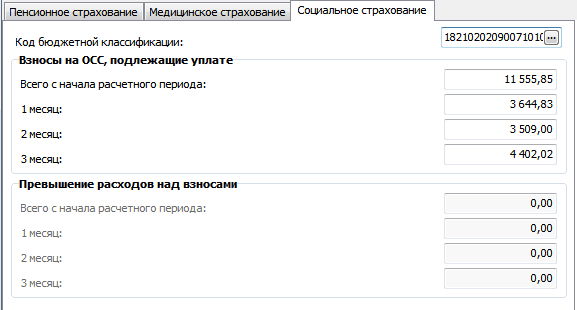 Пенсионное страхование Медицинское страхование Социальное страхование
Код бюджетной классификации: 1821020209007101 ...
Взносы на ОСС, подлежащие уплате
Всего с начала расчетного периода: 11 555,85
1 месяц: 3 644,83
2 месяц: 3 509,00
3 месяц: 4 402,02
Превышение расходов над взносами
Всего с начала расчетного периода: 0,00
1 месяц: 0,00
2 месяц: 0,00
3 месяц: 0,00